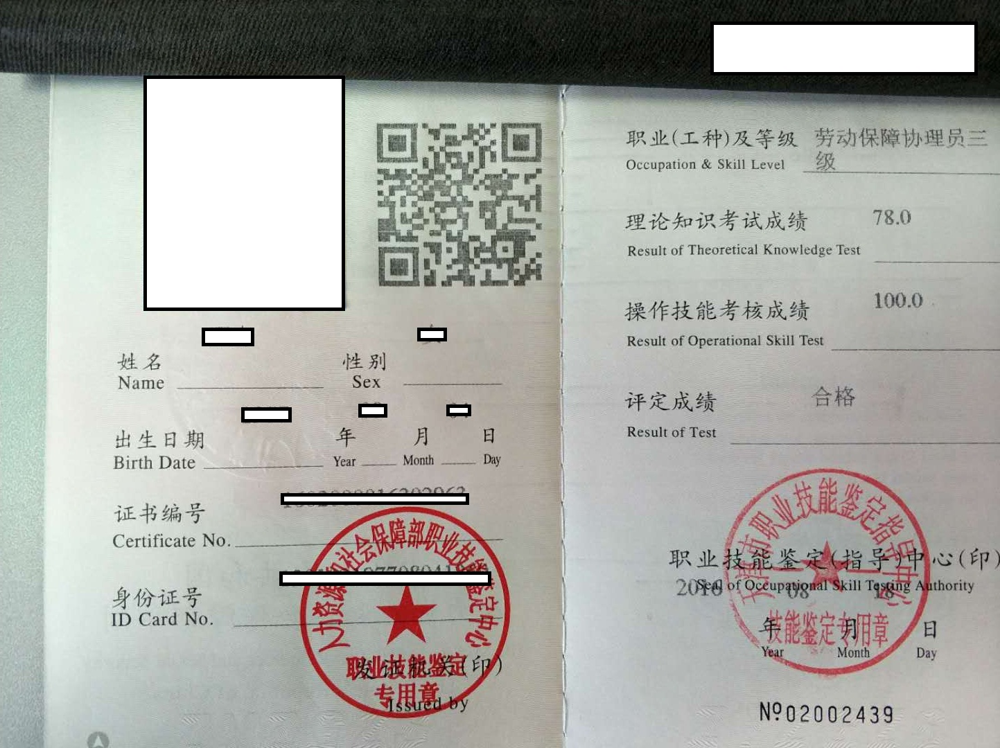 姓名
Name
性别
Sex
出生日期
Birth Date
年 月 日
Year Month Day
证书编号
Certificate No.
身份证号
ID Card No.
人力资源和社会保障部职业技能鉴定中心
职业技能鉴定
专用章
发证机关(印)
Issued by
职业(工种)及等级 劳动保障协理员三
级
Occupation & Skill Level
理论知识考试成绩 78.0
Result of Theoretical Knowledge Test
操作技能考核成绩 100.0
Result of Operational Skill Test
评定成绩 合格
Result of Test
天津市职业技能鉴定指导中心
技能鉴定专用章
职业技能鉴定(指导)中心(印)
Seal of Occupational Skill Testing Authority
2016 08 18
年 月 日
Year Month Day
Nº02002439